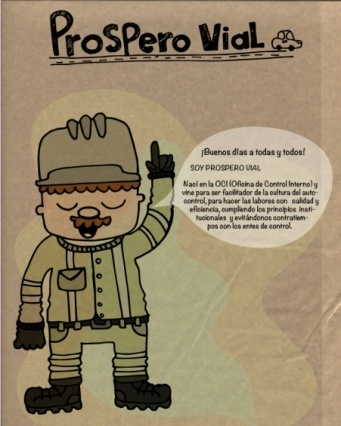 Prospero Vial
¡Buenos días a todas y todos!
SOY PROSPERO VIAL
Nací en la OCI (Oficina de Control Interno) y
vine para ser facilitador de la cultura del auto-
control, para hacer las labores con calidad y
eficiencia, cumpliendo los principios insti-
tucionales y evitándonos contratiem-
pos con los entes de control.